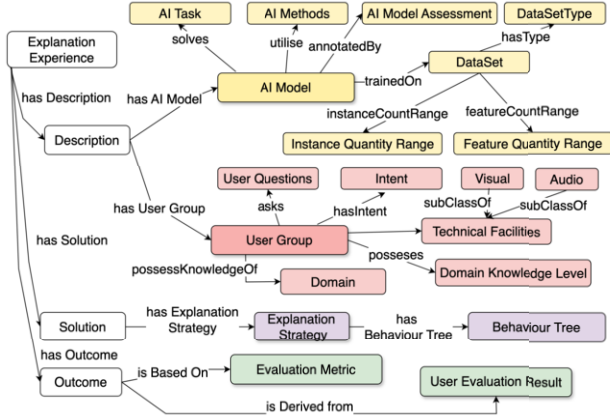 AI Task
AI Methods
AI Model Assessment
DataSetType
Explanation
Experience
solves
utilise
annotatedBy
hasType
trainedOn
DataSet
has Description
has AI Model
AI Model
instanceCountRange
featureCountRange
Description
Instance Quantity Range
Feature Quantity Range
User Questions
Intent
Visual
Audio
has User Group
asks
hasIntent
subClassOf
subClassOf
has Solution
User Group
Technical Facilities
possessKnowledgeOf
posseses
Domain
Domain Knowledge Level
Solution
has Explanation
Strategy
Explanation
Strategy
has
Behaviour Tree
Behaviour Tree
has Outcome
Outcome
is Based On
Evaluation Metric
User Evaluation Result
is Derived from